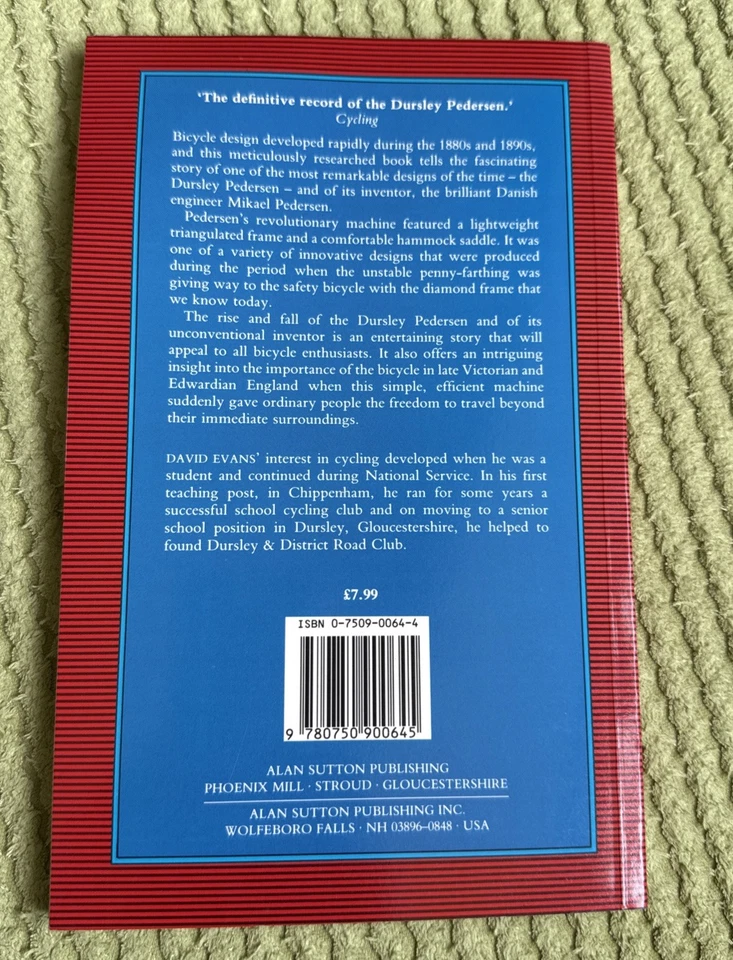 ‘The definitive record of the Dursley Pedersen.‘
Cycling
Bicycle design developed rapidly during the 1880s and 1890s,
and this meticulously researched book tells the fascinating
story of one of the most remarkable designs of the time – the
Dursley Pedersen – and of its inventor, the brilliant Danish
engineer Mikael Pedersen.
Pedersen's revolutionary machine featured a lightweight
triangulated frame and a comfortable hammock saddle. It was
one of a variety of innovative designs that were produced
during the period when the unstable penny-farthing was
giving way to the safety bicycle with the diamond frame that
we know today.
The rise and fall of the Dursley Pedersen and of its
unconventional inventor is an entertaining story that will
appeal to all bicycle enthusiasts. It also offers an intriguing
insight into the importance of the bicycle in late Victorian and
Edwardian England when this simple, efficient machine
suddenly gave ordinary people the freedom to travel beyond
their immediate surroundings.
DAVID EVANS' interest in cycling developed when he was a
student and continued during National Service. In his first
teaching post, in Chippenham, he ran for some years a
successful school cycling club and on moving to a senior
school position in Dursley, Gloucestershire, he helped to
found Dursley & District Road Club.
£7.99
ISBN 0-7509-0064-4
9 780750 900645
ALAN SUTTON PUBLISHING
PHOENIX MILL · STROUD · GLOUCESTERSHIRE
ALAN SUTTON PUBLISHING INC.
WOLFEBORO FALLS · NH 03896–0848 · USA